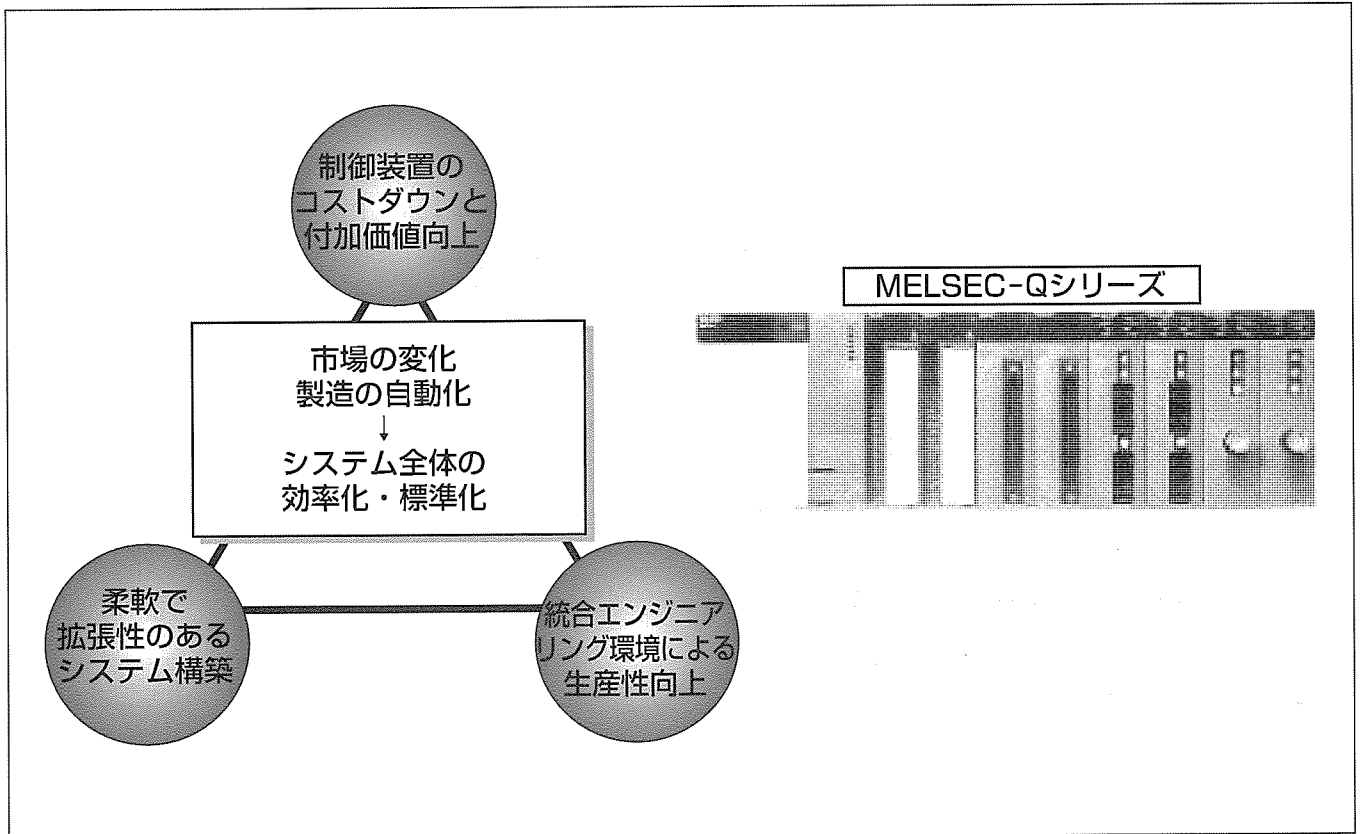 制御装置の
コストダウンと
付加価値向上
市場の変化
製造の自動化
↓
システム全体の
効率化・標準化
柔軟で
拡張性のある
システム構築
統合エンジニア
リング環境による
生産性向上
MELSEC-Qシリーズ